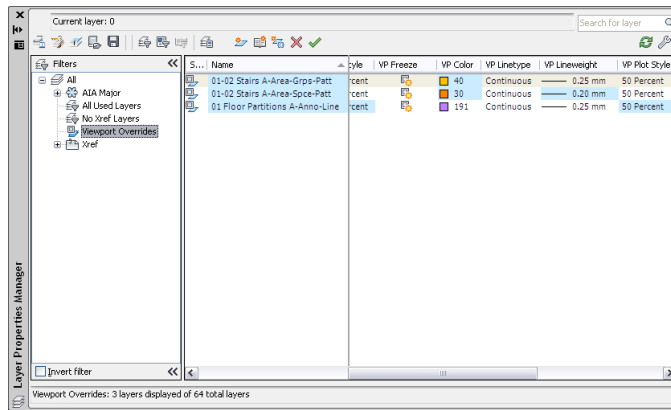 Current layer: 0
Search for layer
Filters
All
AIA Major
All Used Layers
No Xref Layers
Viewport Overrides
Xref
Invert filter
S... Name style VP Freeze VP Color VP Linetype VP Lineweight VP Plot Style
01-02 Stairs A-Area-Grps-Patt rcent 40 Continuous 0.25 mm 50 Percent
01-02 Stairs A-Area-Spce-Patt rcent 30 Continuous 0.20 mm 50 Percent
01 Floor Partitions A-Anno-Line rcent 191 Continuous 0.25 mm 50 Percent
Viewport Overrides: 3 layers displayed of 64 total layers
Layer Properties Manager